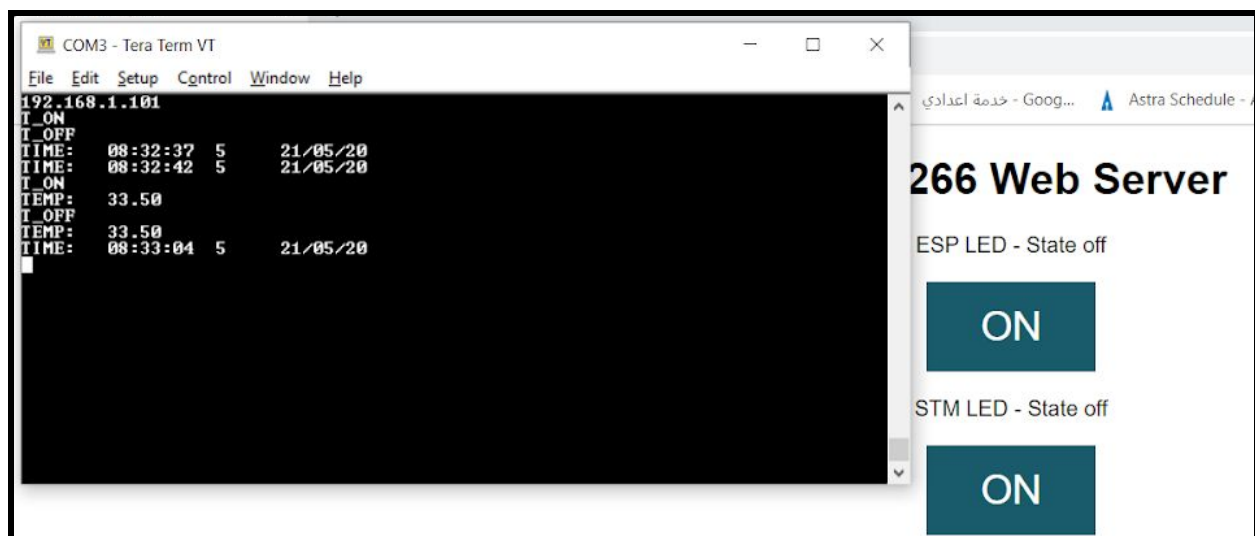 COM3 - Tera Term VT
File Edit Setup Control Window Help
192.168.1.101
T_ON
T_OFF
TIME: 08:32:37 5 21/05/20
TIME: 08:32:42 5 21/05/20
T_ON
TEMP: 33.50
T_OFF
TEMP: 33.50
TIME: 08:33:04 5 21/05/20
خدمة اعدادي - Goog...
Astra Schedule -
266 Web Server
ESP LED - State off
ON
STM LED - State off
ON